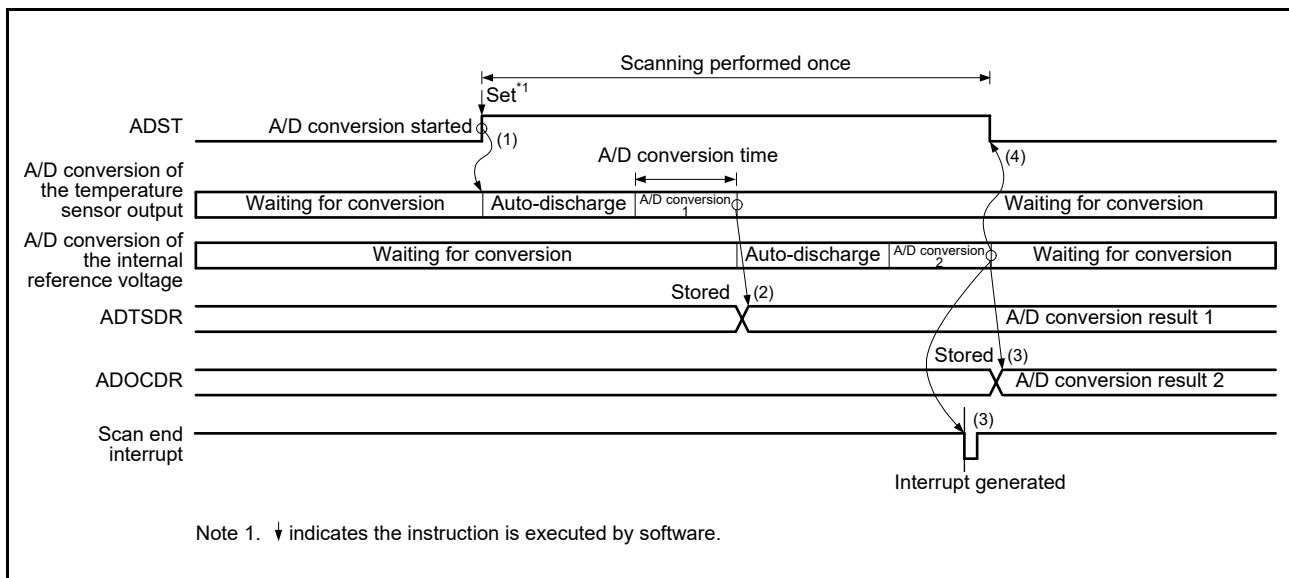 Scanning performed once
Set*1
ADST
A/D conversion started
(1)
A/D conversion time
(4)
A/D conversion of
the temperature
sensor output
Waiting for conversion
Auto-discharge
A/D conversion
1
Waiting for conversion
A/D conversion of
the internal
reference voltage
Waiting for conversion
Auto-discharge
A/D conversion
2
Waiting for conversion
Stored
(2)
ADTSDR
A/D conversion result 1
Stored
(3)
ADOCDR
A/D conversion result 2
Scan end
interrupt
(3)
Interrupt generated
Note 1. indicates the instruction is executed by software.